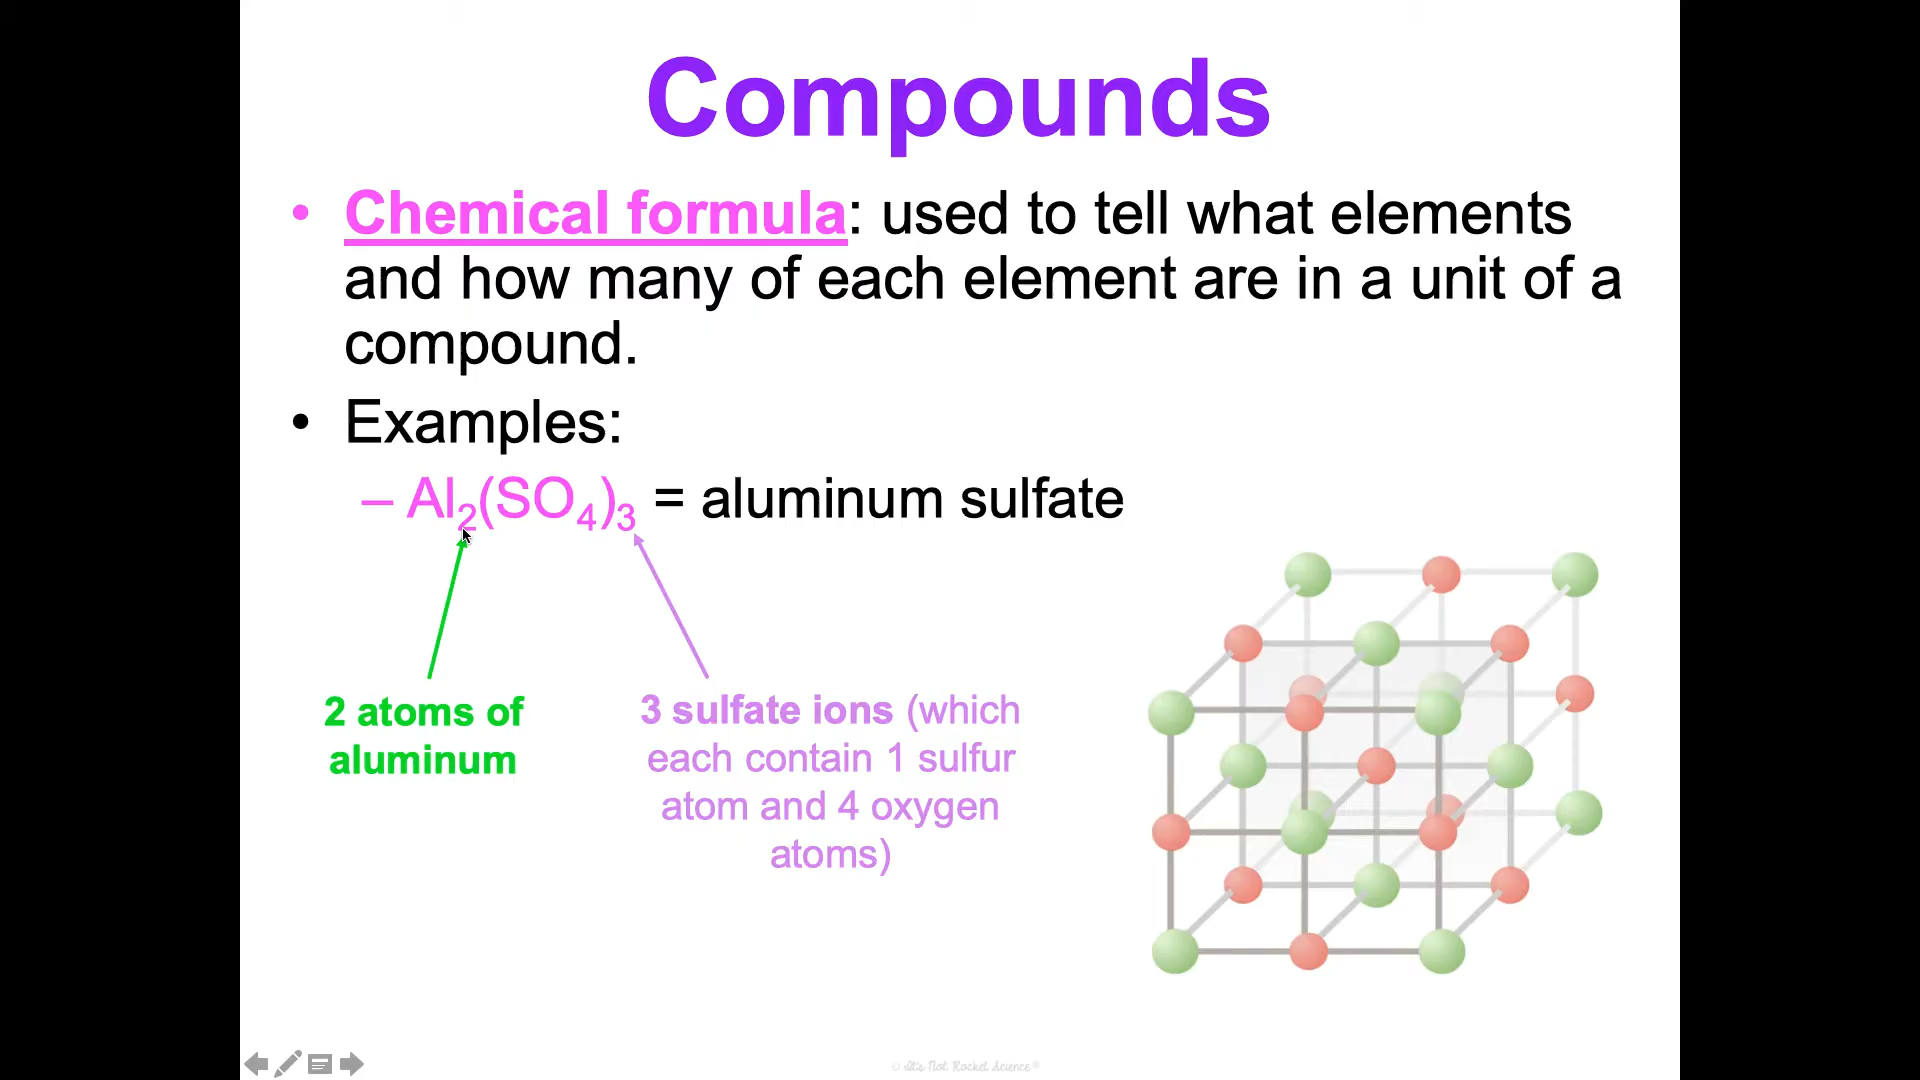 Compounds
• Chemical formula: used to tell what elements
and how many of each element are in a unit of a
compound.
• Examples:
– Al₂(SO₄)₃ = aluminum sulfate
2 atoms of
aluminum
3 sulfate ions (which
each contain 1 sulfur
atom and 4 oxygen
atoms)
© It's Not Rocket Science®